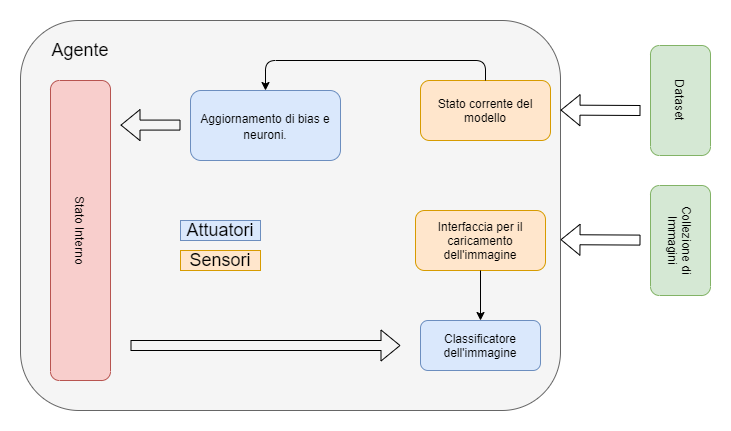 Agente
Stato Interno
Aggiornamento di bias e
neuroni.
Stato corrente del
modello
Dataset
Attuatori
Sensori
Interfaccia per il
caricamento
dell'immagine
Collezione di
Immagini
Classificatore
dell'immagine